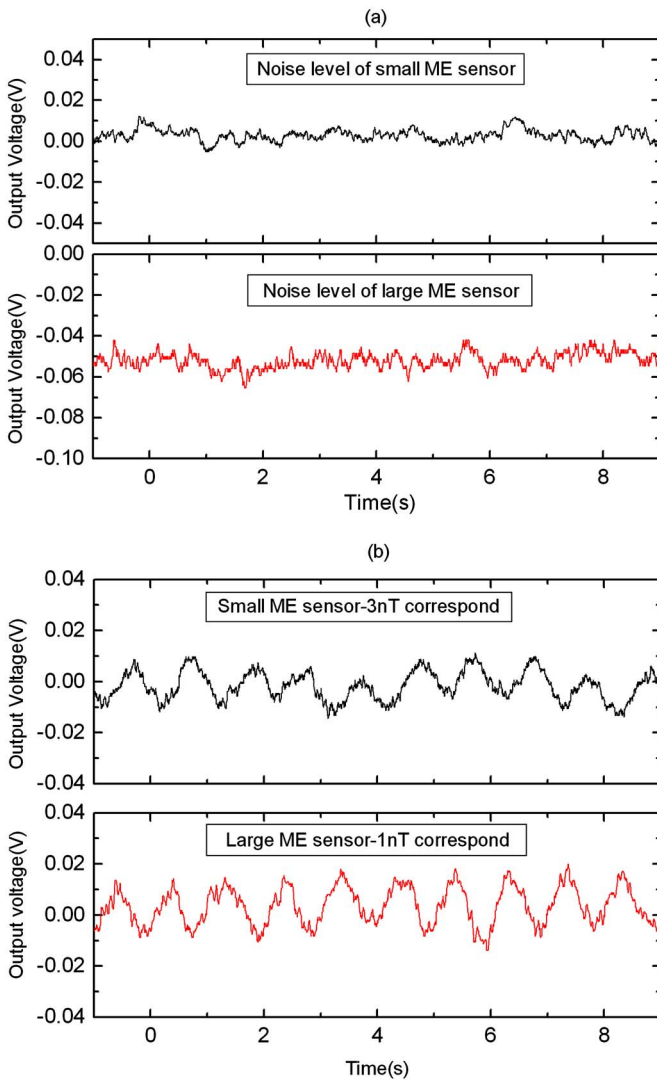 (a)
Noise level of small ME sensor
Output Voltage(V)
0.04
0.02
0.00
-0.02
-0.04
Noise level of large ME sensor
Output Voltage(V)
0.00
-0.02
-0.04
-0.06
-0.08
-0.10
0 2 4 6 8
Time(s)
(b)
Small ME sensor-3nT correspond
Output Voltage(V)
0.04
0.02
0.00
-0.02
-0.04
Large ME sensor-1nT correspond
Output voltage(V)
0.04
0.02
0.00
-0.02
-0.04
0 2 4 6 8
Time(s)